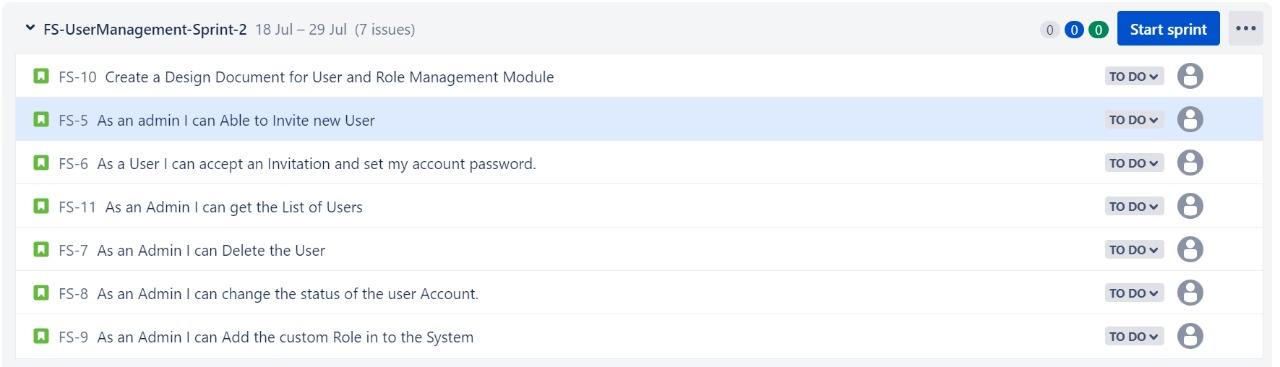 FS-UserManagement-Sprint-2 18 Jul – 29 Jul (7 issues) 0 0 0 Start sprint
FS-10 Create a Design Document for User and Role Management Module TO DO
FS-5 As an admin I can Able to Invite new User TO DO
FS-6 As a User I can accept an Invitation and set my account password. TO DO
FS-11 As an Admin I can get the List of Users TO DO
FS-7 As an Admin I can Delete the User TO DO
FS-8 As an Admin I can change the status of the user Account. TO DO
FS-9 As an Admin I can Add the custom Role in to the System TO DO